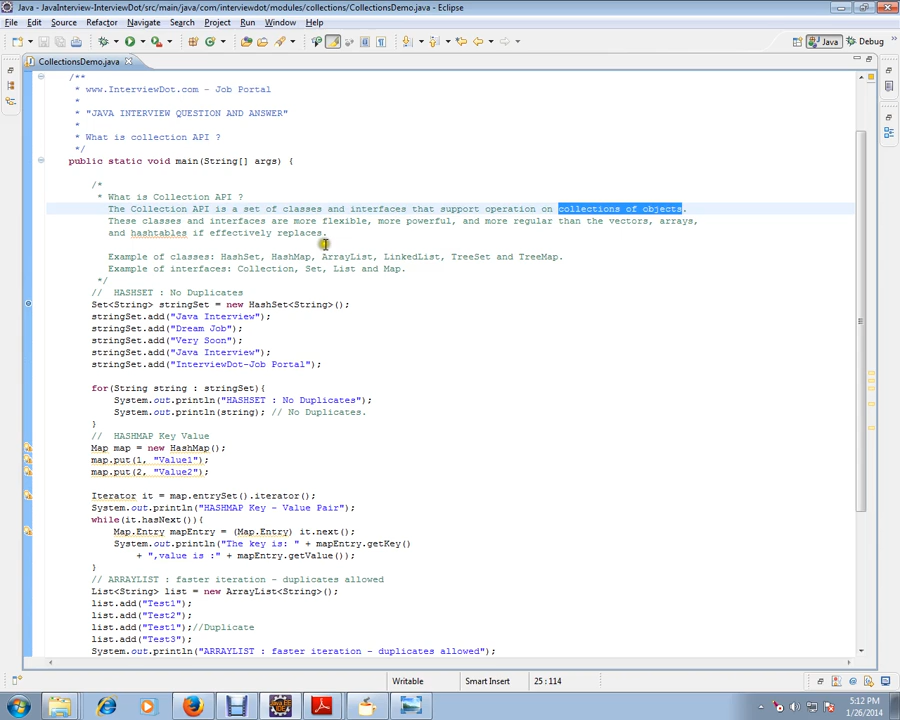 Java - JavaInterview-InterviewDot/src/main/java/com/interviewdot/modules/collections/CollectionsDemo.java - Eclipse
File Edit Source Refactor Navigate Search Project Run Window Help
Java Debug
CollectionsDemo.java
/**
* www.InterviewDot.com - Job Portal
*
* "JAVA INTERVIEW QUESTION AND ANSWER"
*
* What is collection API ?
*/
public static void main(String[] args) {
/*
* What is Collection API ?
The Collection API is a set of classes and interfaces that support operation on collections of objects.
These classes and interfaces are more flexible, more powerful, and more regular than the vectors, arrays,
and hashtables if effectively replaces.
Example of classes: HashSet, HashMap, ArrayList, LinkedList, TreeSet and TreeMap.
Example of interfaces: Collection, Set, List and Map.
*/
// HASHSET : No Duplicates
Set<String> stringSet = new HashSet<String>();
stringSet.add("Java Interview");
stringSet.add("Dream Job");
stringSet.add("Very Soon");
stringSet.add("Java Interview");
stringSet.add("InterviewDot-Job Portal");
for(String string : stringSet){
System.out.println("HASHSET : No Duplicates");
System.out.println(string); // No Duplicates.
}
// HASHMAP Key Value
Map map = new HashMap();
map.put(1, "Value1");
map.put(2, "Value2");
Iterator it = map.entrySet().iterator();
System.out.println("HASHMAP Key - Value Pair");
while(it.hasNext()){
Map.Entry mapEntry = (Map.Entry) it.next();
System.out.println("The key is: " + mapEntry.getKey()
+ ",value is :" + mapEntry.getValue());
}
// ARRAYLIST : faster iteration - duplicates allowed
List<String> list = new ArrayList<String>();
list.add("Test1");
list.add("Test2");
list.add("Test1");//Duplicate
list.add("Test3");
System.out.println("ARRAYLIST : faster iteration - duplicates allowed");
Writable Smart Insert 25 : 114
5:12 PM
1/26/2014